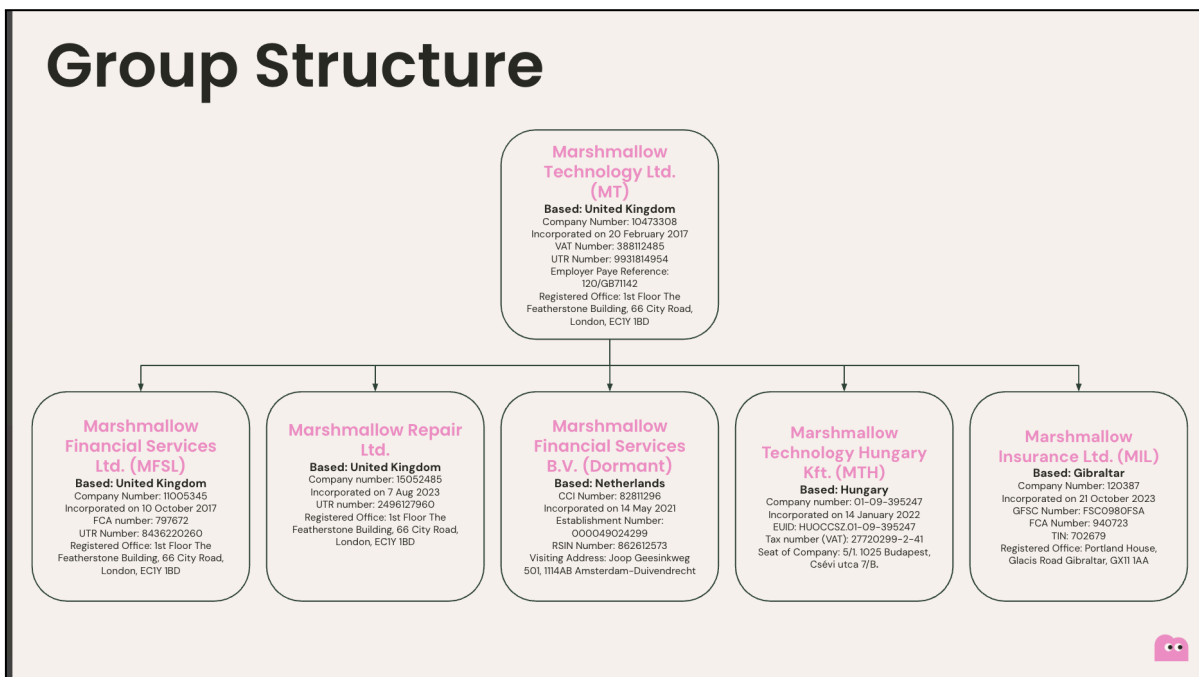 Group Structure
Marshmallow
Technology Ltd.
(MT)
Based: United Kingdom
Company Number: 10473308
Incorporated on 20 February 2017
VAT Number: 388112485
UTR Number: 9931814954
Employer Paye Reference:
120/GB71142
Registered Office: 1st Floor The
Featherstone Building, 66 City Road,
London, EC1Y 1BD
Marshmallow
Financial Services
Ltd. (MFSL)
Based: United Kingdom
Company Number: 11005345
Incorporated on 10 October 2017
FCA number: 797672
UTR Number: 8436220260
Registered Office: 1st Floor The
Featherstone Building, 66 City Road,
London, EC1Y 1BD
Marshmallow Repair
Ltd.
Based: United Kingdom
Company number: 15052485
Incorporated on 7 Aug 2023
UTR number: 2496127960
Registered Office: 1st Floor The
Featherstone Building, 66 City Road,
London, EC1Y 1BD
Marshmallow
Financial Services
B.V. (Dormant)
Based: Netherlands
CCI Number: 82811296
Incorporated on 14 May 2021
Establishment Number:
000049024299
RSIN Number: 862612573
Visiting Address: Joop Geesinkweg
501, 1114AB Amsterdam-Duivendrecht
Marshmallow
Technology Hungary
Kft. (MTH)
Based: Hungary
Company number: 01-09-395247
Incorporated on 14 January 2022
EUID: HUOCCSZ.01-09-395247
Tax number (VAT): 27720299-2-41
Seat of Company: 5/1. 1025 Budapest,
Csévi utca 7/B.
Marshmallow
Insurance Ltd. (MIL)
Based: Gibraltar
Company Number: 120387
Incorporated on 21 October 2023
GFSC Number: FSC0980FSA
FCA Number: 940723
TIN: 702679
Registered Office: Portland House,
Glacis Road Gibraltar, GX11 1AA